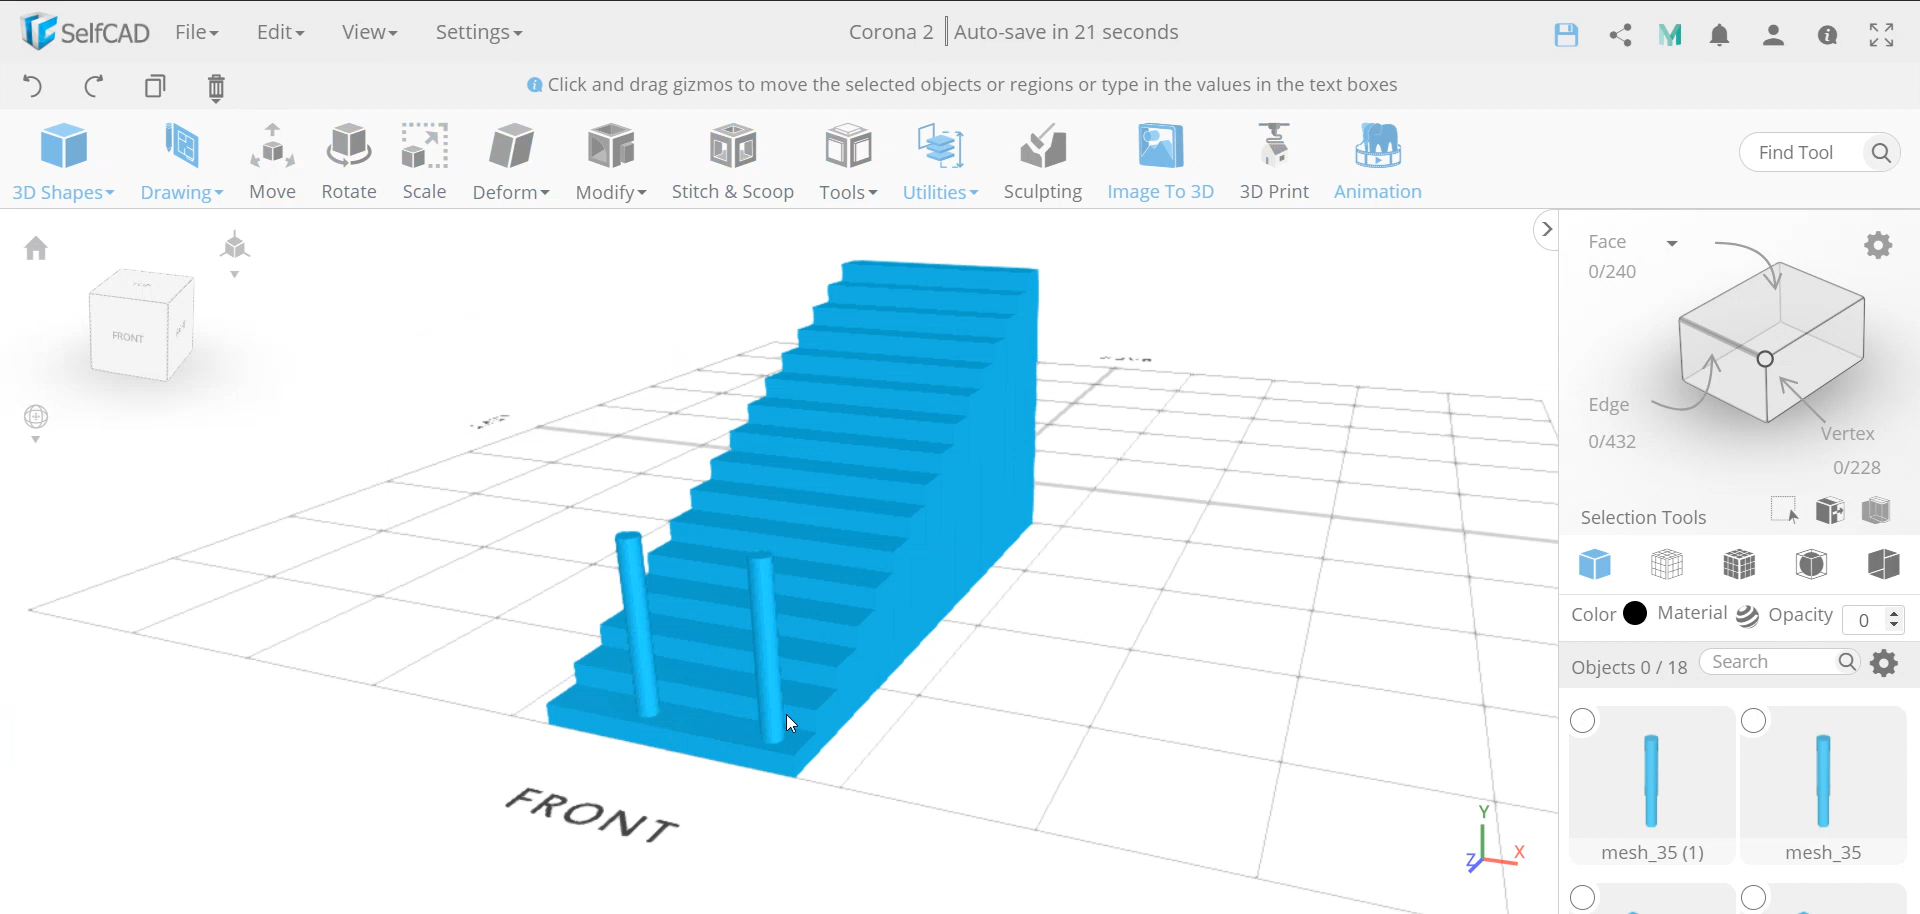 SelfCAD File Edit View Settings Corona 2 Auto-save in 21 seconds
Click and drag gizmos to move the selected objects or regions or type in the values in the text boxes
3D Shapes Drawing Move Rotate Scale Deform Modify Stitch & Scoop Tools Utilities Sculpting Image To 3D 3D Print Animation Find Tool
TOP
FRONT
Face
0/240
Edge
0/432
Vertex
0/228
Selection Tools
Color Material Opacity 0
Objects 0 / 18 Search
FRONT
Y
X
Z
mesh_35 (1) mesh_35